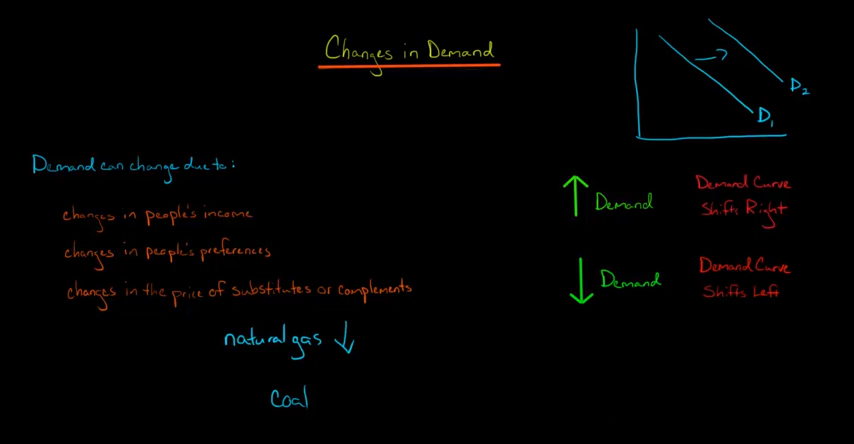 Changes in Demand
D2
D1
Demand can change due to:
changes in people's income
changes in people's preferences
changes in the price of substitutes or complements
natural gas ↓
coal
↑ Demand
Demand Curve
Shifts Right
↓ Demand
Demand Curve
Shifts Left